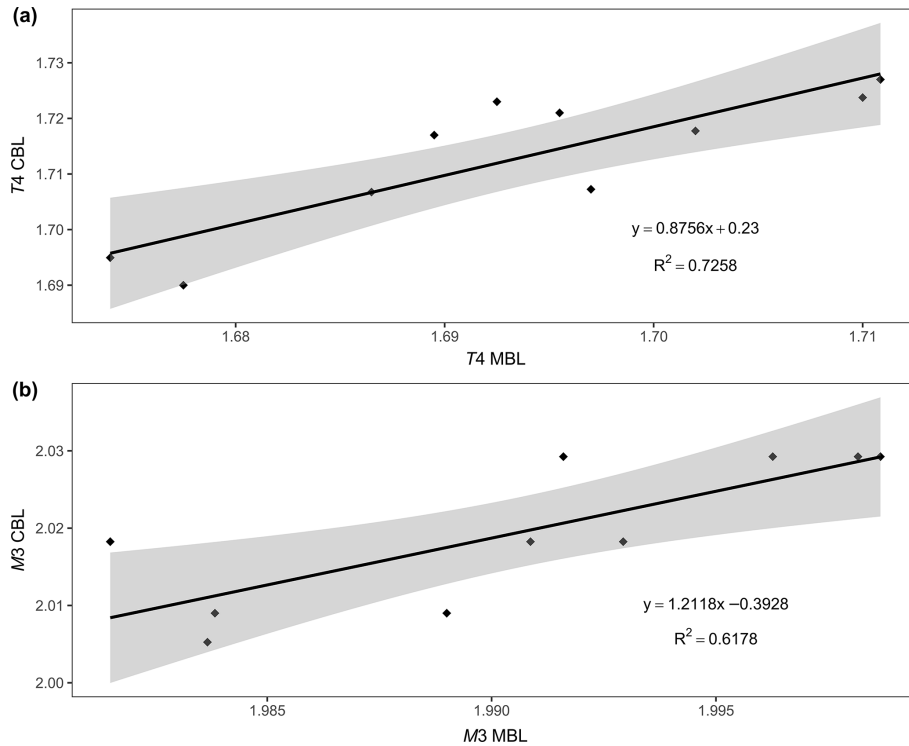 (a)
1.73
1.72
1.71
1.70
1.69
T4 CBL
y = 0.8756x + 0.23
R² = 0.7258
1.68
1.69
1.70
1.71
T4 MBL
(b)
2.03
2.02
2.01
2.00
M3 CBL
y = 1.2118x −0.3928
R² = 0.6178
1.985
1.990
1.995
M3 MBL